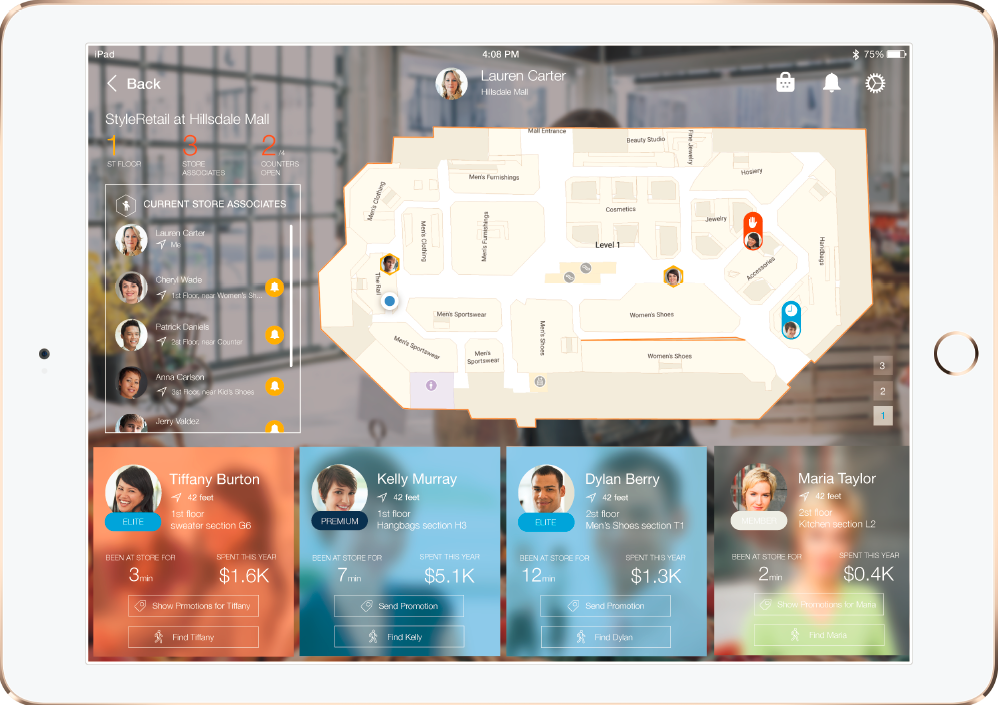 iPad
4:08 PM
75%
Back
Lauren Carter
Hillsdale Mall
StyleRetail at Hillsdale Mall
1
ST FLOOR
3
STORE
ASSOCIATES
2/4
COUNTERS
OPEN
CURRENT STORE ASSOCIATES
Lauren Carter
Me
Cheryl Wade
1st Floor, near Women's Sh...
Patrick Daniels
2st Floor, near Counter
Anna Carlson
3st Floor, near Kid's Shoes
Jerry Valdez
Mall Entrance
Beauty Studio
Fine Jewelry
Men's Furnishings
Hosiery
Men's Clothing
Cosmetics
Jewelry
Men's Clothing
Men's Furnishings
Level 1
Handbags
Accessories
The Rail
Men's Sportswear
Women's Shoes
Men's Shoes
Men's Sportswear
Men's
Sportswear
Women's Shoes
3
2
1
Tiffany Burton
42 feet
ELITE
1st floor
sweater section G6
BEEN AT STORE FOR
SPENT THIS YEAR
3min
$1.6K
Show Prmotions for Tiffany
Find Tiffany
Kelly Murray
42 feet
PREMIUM
1st floor
Hangbags section H3
BEEN AT STORE FOR
SPENT THIS YEAR
7min
$5.1K
Send Promotion
Find Kelly
Dylan Berry
42 feet
ELITE
2st floor
Men's Shoes section T1
BEEN AT STORE FOR
SPENT THIS YEAR
12min
$1.3K
Send Promotion
Find Dylan
Maria Taylor
42 feet
MEMBER
2st floor
Kitchen section L2
BEEN AT STORE FOR
SPENT THIS YEAR
2min
$0.4K
Show Promotions for Maria
Find Maria